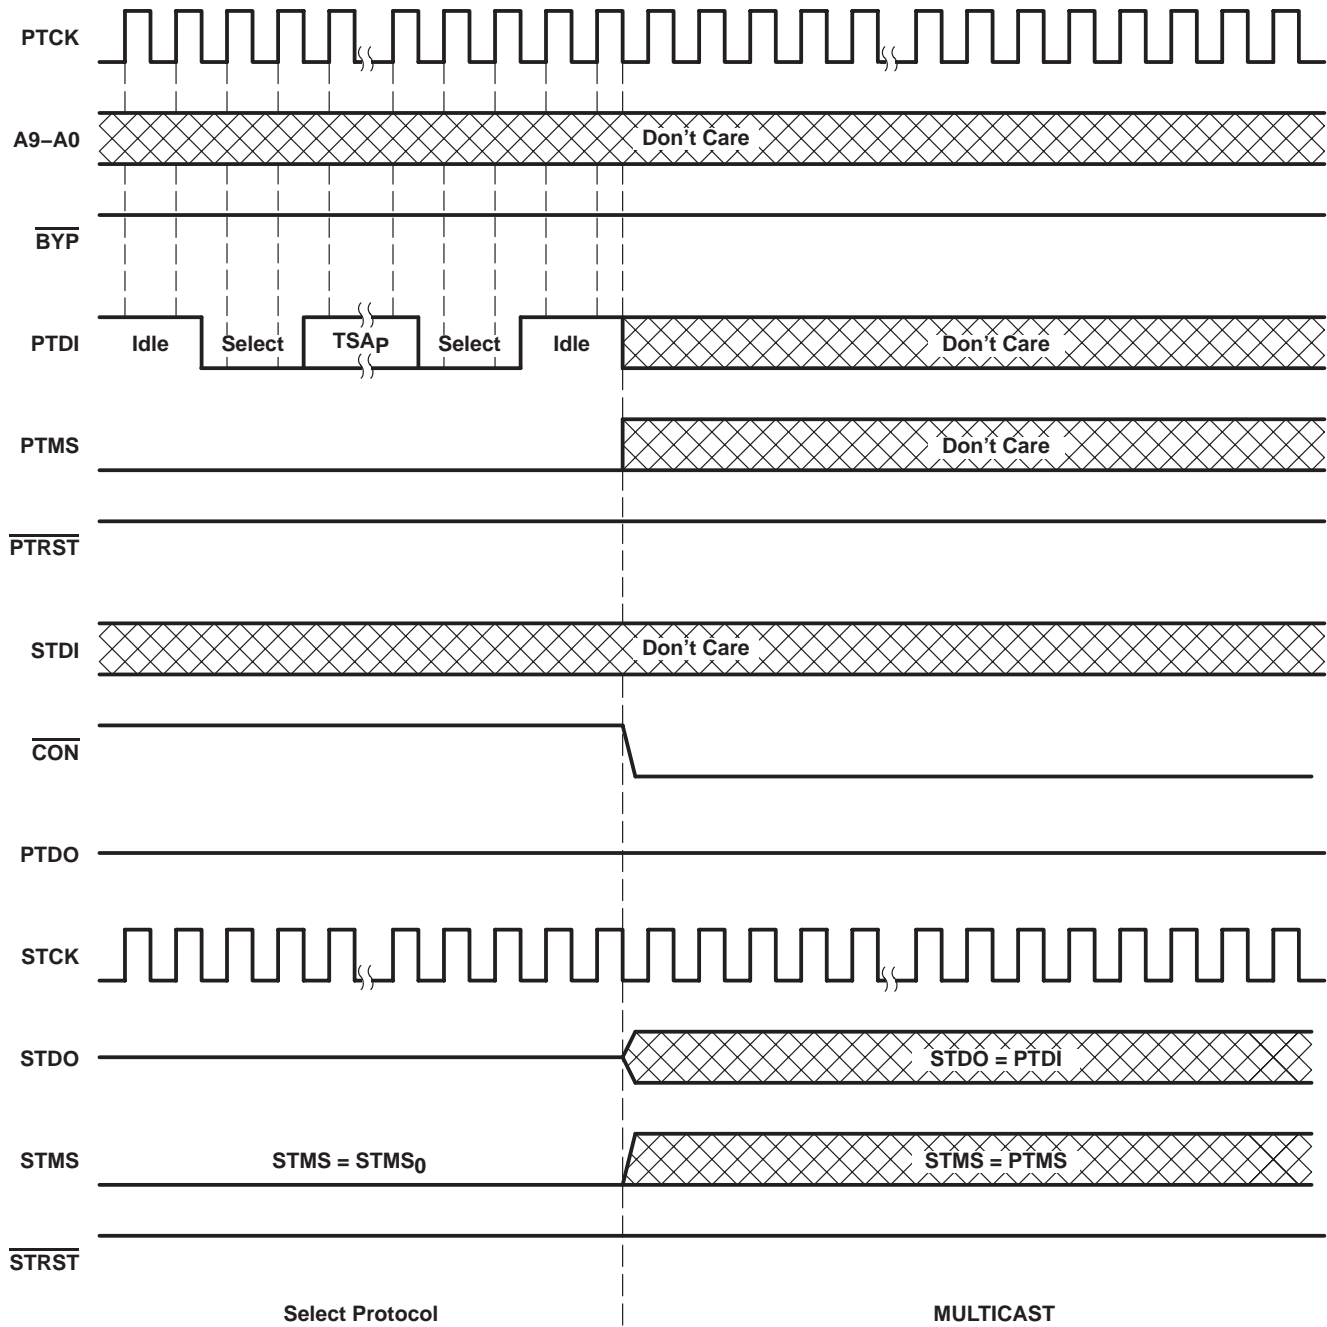 PTCK
A9–A0
Don't Care
BYP
PTDI
Idle
Select
TSAP
Select
Idle
Don't Care
PTMS
Don't Care
PTRST
STDI
Don't Care
CON
PTDO
STCK
STDO
STDO = PTDI
STMS
STMS = STMS0
STMS = PTMS
STRST
Select Protocol
MULTICAST